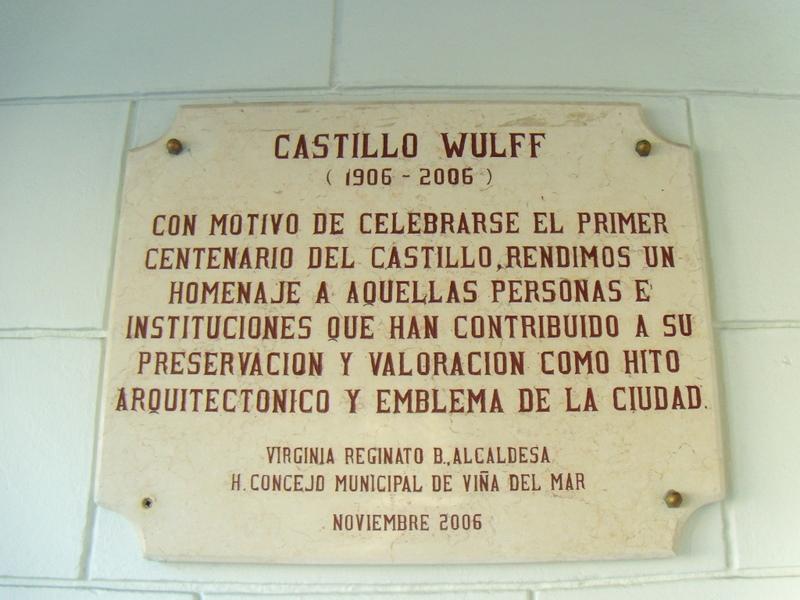 CASTILLO WULFF
( 1906 - 2006 )
CON MOTIVO DE CELEBRARSE EL PRIMER
CENTENARIO DEL CASTILLO, RENDIMOS UN
HOMENAJE A AQUELLAS PERSONAS E
INSTITUCIONES QUE HAN CONTRIBUIDO A SU
PRESERVACION Y VALORACION COMO HITO
ARQUITECTONICO Y EMBLEMA DE LA CIUDAD.
VIRGINIA REGINATO B., ALCALDESA
H. CONCEJO MUNICIPAL DE VIÑA DEL MAR
NOVIEMBRE 2006